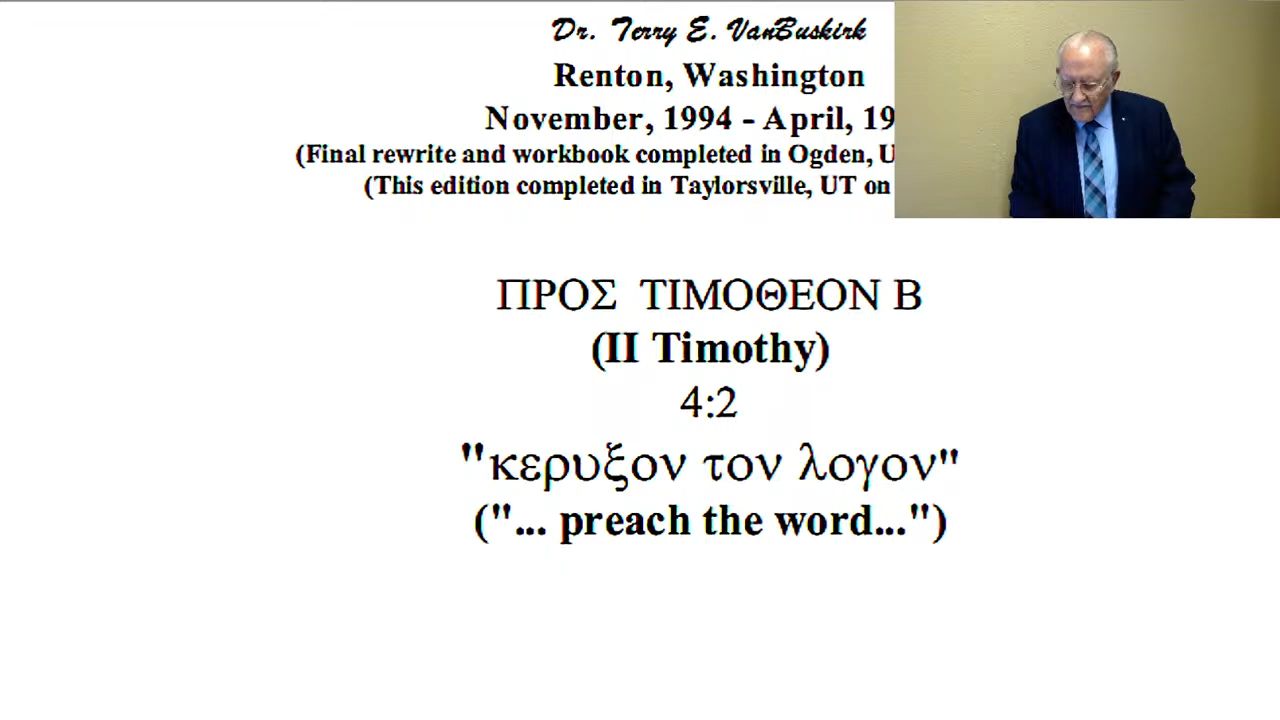 Dr. Terry E. VanBuskirk
Renton, Washington
November, 1994 - April, 19
(Final rewrite and workbook completed in Ogden, U
(This edition completed in Taylorsville, UT on
ΠΡΟΣ ΤΙΜΟΘΕΟΝ Β
(II Timothy)
4:2
"κερυξον τον λογον"
("... preach the word...")